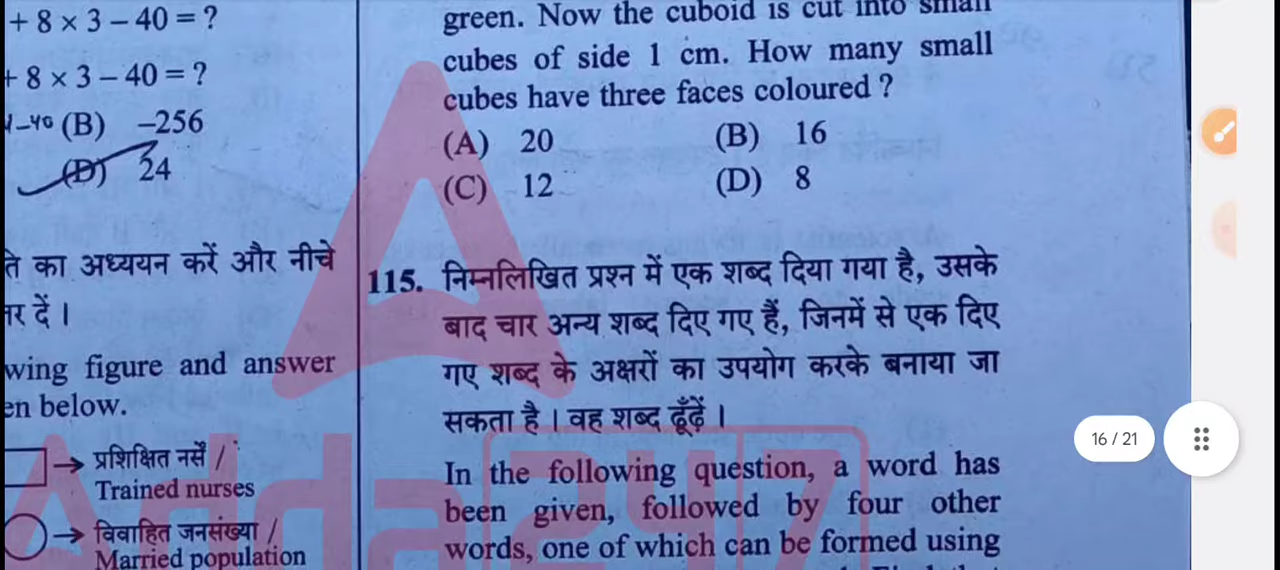 + 8 × 3 – 40 = ?
+ 8 × 3 – 40 = ?
-40 (B) –256
(D) 24
ति का अध्ययन करें और नीचे
त्तर दें ।
wing figure and answer
en below.
→ प्रशिक्षित नर्सें /
Trained nurses
→ विवाहित जनसंख्या /
Married population
green. Now the cuboid is cut into small
cubes of side 1 cm. How many small
cubes have three faces coloured ?
(A) 20 (B) 16
(C) 12 (D) 8
115. निम्नलिखित प्रश्न में एक शब्द दिया गया है, उसके
बाद चार अन्य शब्द दिए गए हैं, जिनमें से एक दिए
गए शब्द के अक्षरों का उपयोग करके बनाया जा
सकता है । वह शब्द ढूँढ़ें ।
In the following question, a word has
been given, followed by four other
words, one of which can be formed using
Adda247
16 / 21